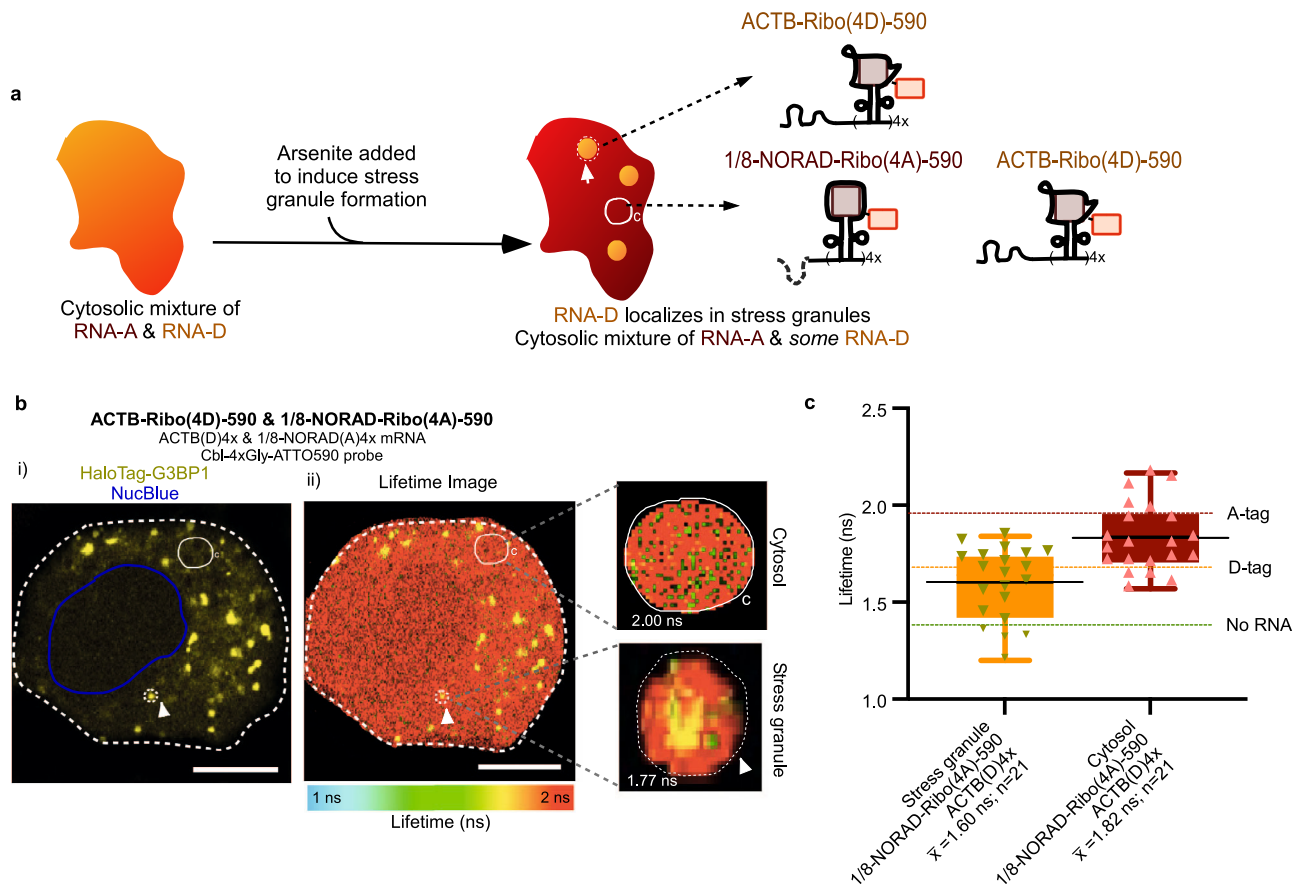 a
ACTB-Ribo(4D)-590
( )4x
Arsenite added
to induce stress
granule formation
c
1/8-NORAD-Ribo(4A)-590
ACTB-Ribo(4D)-590
( )4x
( )4x
Cytosolic mixture of
RNA-A & RNA-D
RNA-D localizes in stress granules
Cytosolic mixture of RNA-A & some RNA-D
b
ACTB-Ribo(4D)-590 & 1/8-NORAD-Ribo(4A)-590
ACTB(D)4x & 1/8-NORAD(A)4x mRNA
Cbl-4xGly-ATTO590 probe
i)
HaloTag-G3BP1
NucBlue
c
ii)
Lifetime Image
c
1 ns
2 ns
Lifetime (ns)
Cytosol
c
2.00 ns
Stress granule
1.77 ns
c
Lifetime (ns)
2.5
2.0
1.5
1.0
A-tag
D-tag
No RNA
Stress granule
1/8-NORAD-Ribo(4A)-590
ACTB(D)4x
x̅ =1.60 ns; n=21
Cytosol
1/8-NORAD-Ribo(4A)-590
ACTB(D)4x
x̅ =1.82 ns; n=21